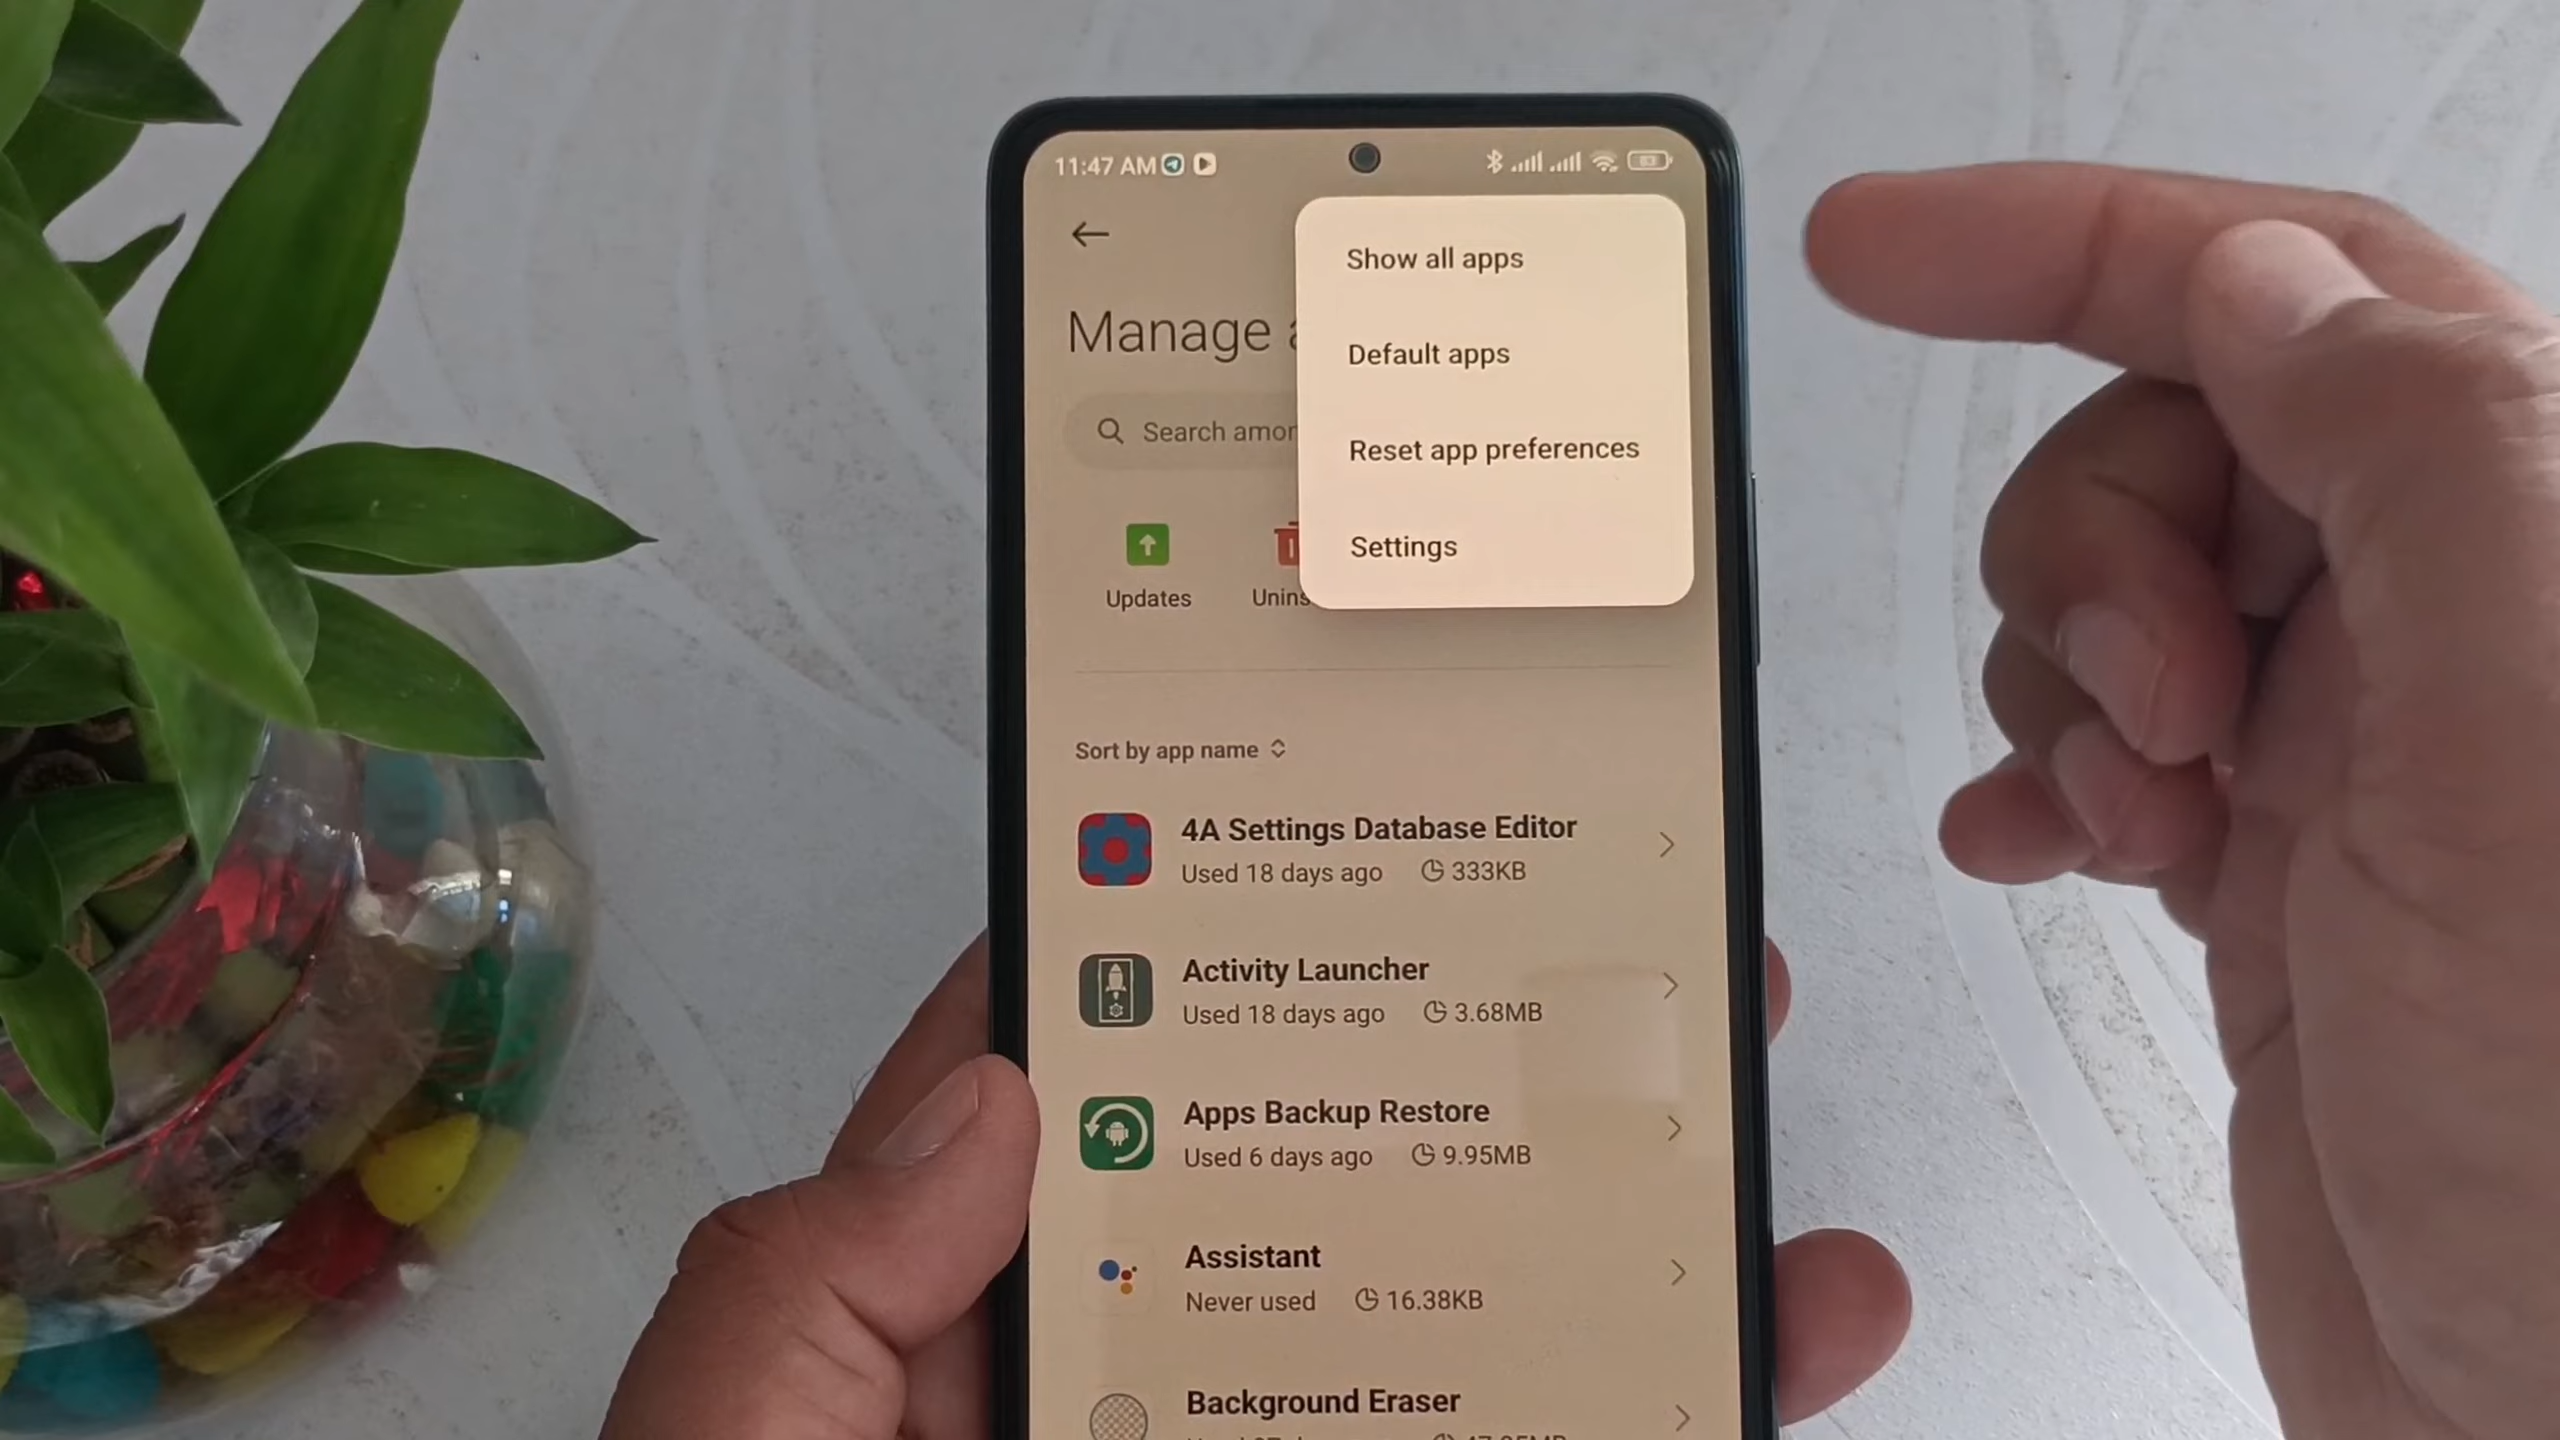 11:47 AM
83
Show all apps
Manage
Default apps
Search amor
Reset app preferences
Settings
Updates
Unins
Sort by app name
4A Settings Database Editor
Used 18 days ago 333KB
Activity Launcher
Used 18 days ago 3.68MB
Apps Backup Restore
Used 6 days ago 9.95MB
Assistant
Never used 16.38KB
Background Eraser